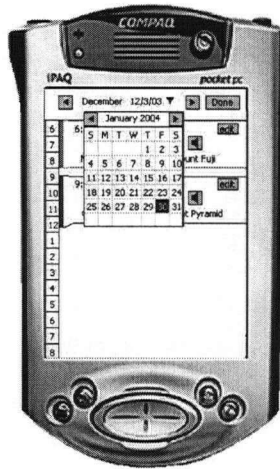 COMPAQ
iPAQ pocket pc
December 12/3/03 Done
January 2004
S M T W T F S
1 2 3
4 5 6 7 8 9 10
11 12 13 14 15 16 17
18 19 20 21 22 23 24
25 26 27 28 29 30 31
6 6: edit
7
8 unt Fuji
9 9: edit
10
11 t Pyramid
12
1
2
3
4
5
6
7
8